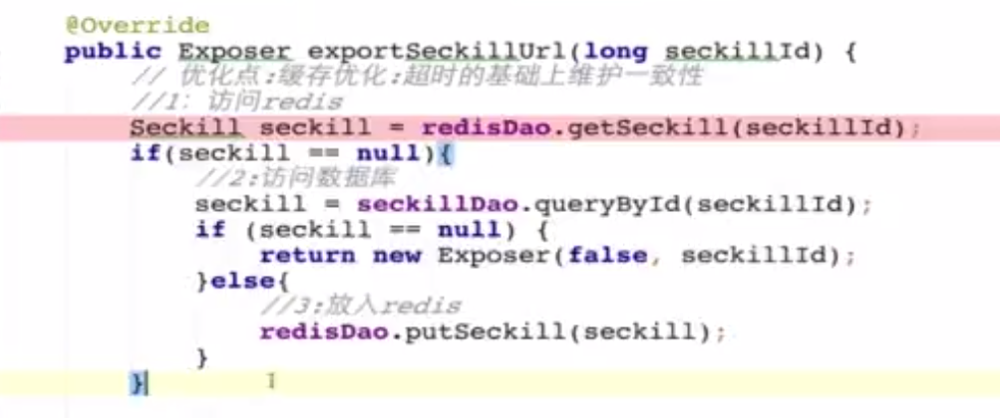 @Override
public Exposer exportSeckillUrl(long seckillId) {
// 优化点:缓存优化:超时的基础上维护一致性
//1: 访问redis
Seckill seckill = redisDao.getSeckill(seckillId);
if(seckill == null){
//2:访问数据库
seckill = seckillDao.queryById(seckillId);
if (seckill == null) {
return new Exposer(false, seckillId);
}else{
//3:放入redis
redisDao.putSeckill(seckill);
}
}